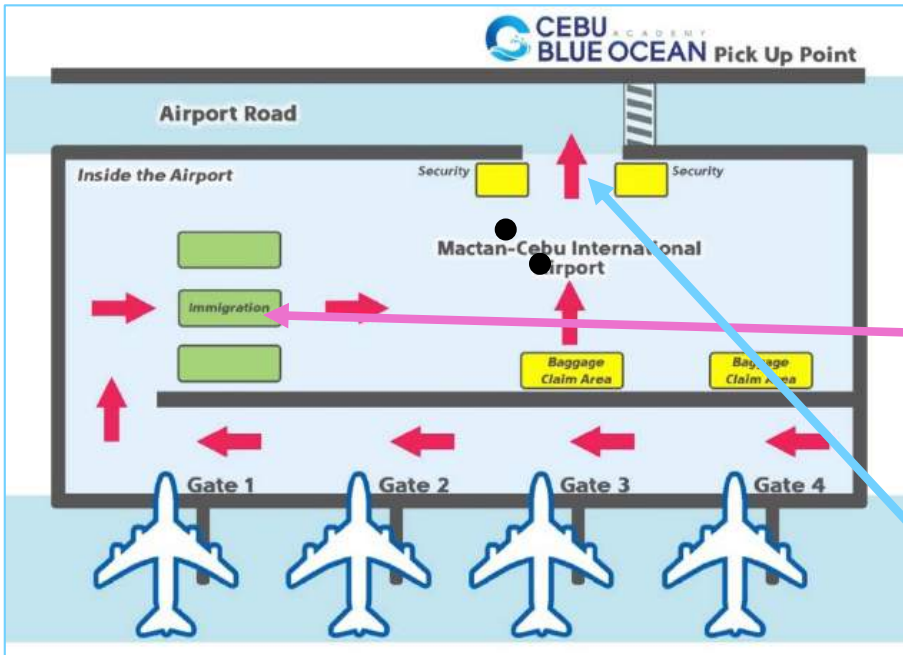 CEBU ACADEMY
BLUE OCEAN Pick Up Point
Airport Road
Inside the Airport
Security
Security
Mactan-Cebu International
Airport
Immigration
Baggage
Claim Area
Baggage
Claim Area
Gate 1
Gate 2
Gate 3
Gate 4